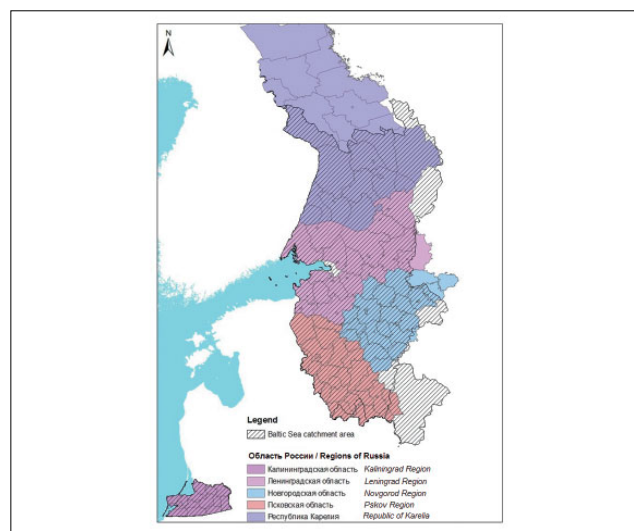 N
Legend
Baltic Sea catchment area
Область России / Regions of Russia
Калининградская область Kaliningrad Region
Ленинградская область Leningrad Region
Новгородская область Novgorod Region
Псковская область Pskov Region
Республика Карелия Republic of Karelia